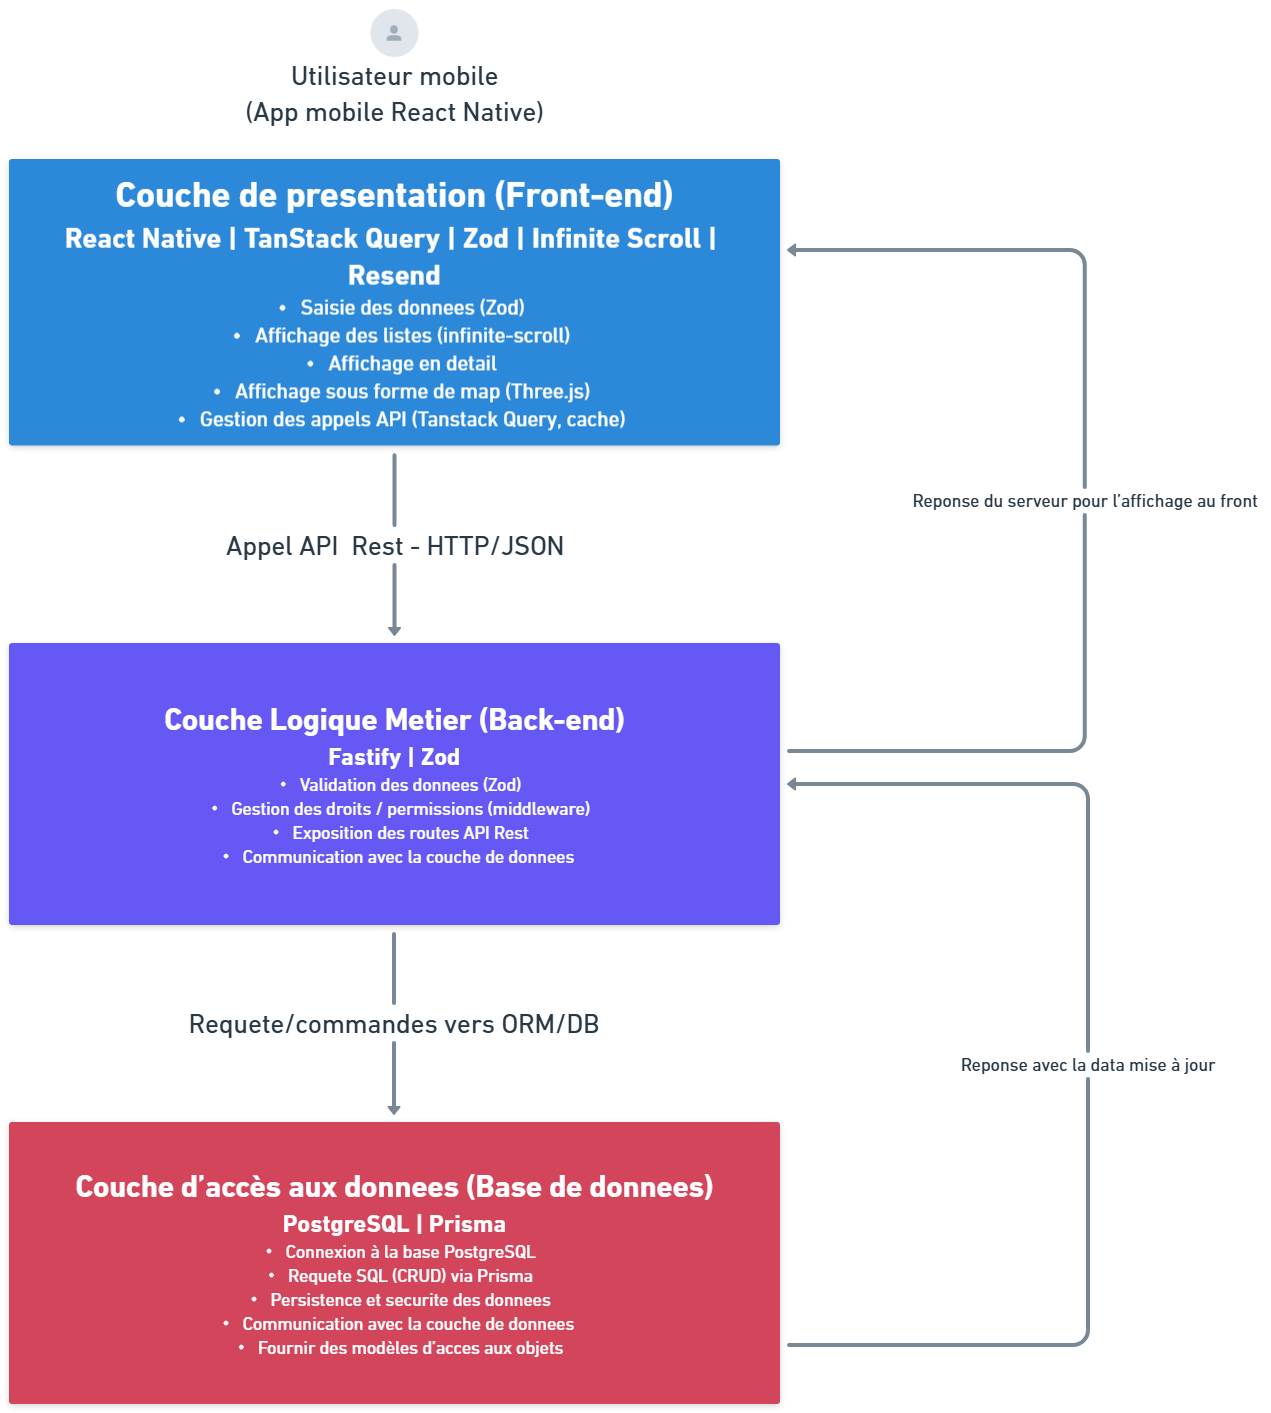 Utilisateur mobile
(App mobile React Native)
Couche de presentation (Front-end)
React Native | TanStack Query | Zod | Infinite Scroll |
Resend
• Saisie des donnees (Zod)
• Affichage des listes (infinite-scroll)
• Affichage en detail
• Affichage sous forme de map (Three.js)
• Gestion des appels API (Tanstack Query, cache)
Reponse du serveur pour l’affichage au front
Appel API  Rest - HTTP/JSON
Couche Logique Metier (Back-end)
Fastify | Zod
• Validation des donnees (Zod)
• Gestion des droits / permissions (middleware)
• Exposition des routes API Rest
• Communication avec la couche de donnees
Requete/commandes vers ORM/DB
Reponse avec la data mise à jour
Couche d’accès aux donnees (Base de donnees)
PostgreSQL | Prisma
• Connexion à la base PostgreSQL
• Requete SQL (CRUD) via Prisma
• Persistence et securite des donnees
• Communication avec la couche de donnees
• Fournir des modèles d’acces aux objets